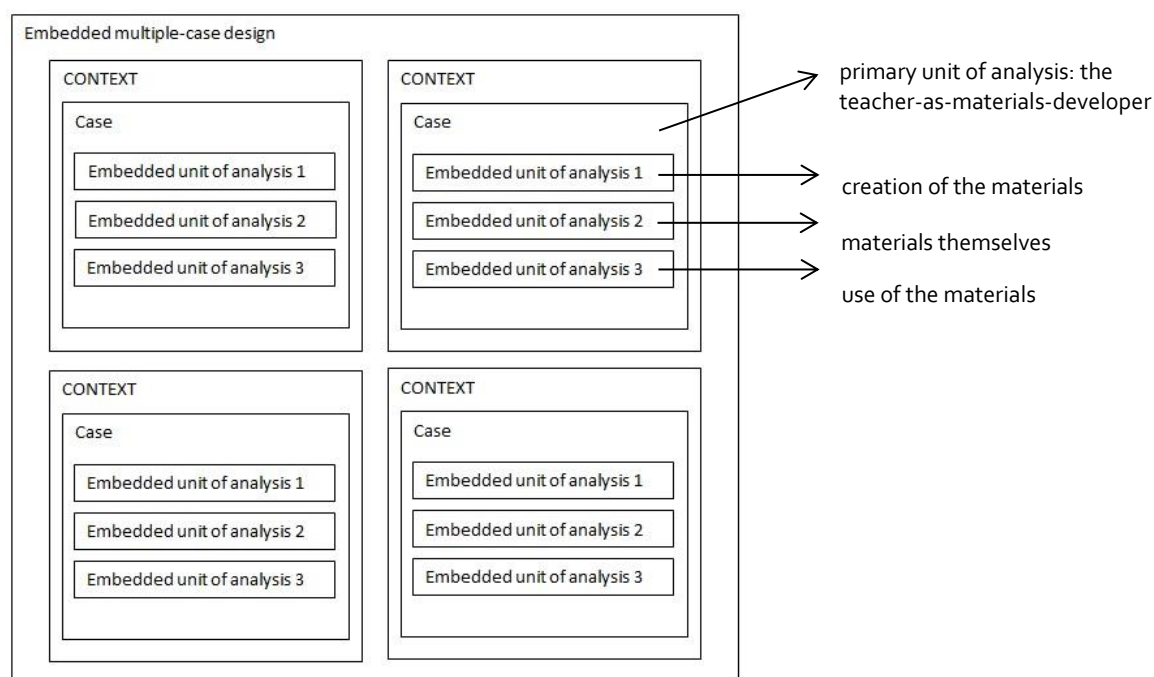 Embedded multiple-case design
CONTEXT
Case
Embedded unit of analysis 1
Embedded unit of analysis 2
Embedded unit of analysis 3
CONTEXT
Case
Embedded unit of analysis 1
Embedded unit of analysis 2
Embedded unit of analysis 3
primary unit of analysis: the
teacher-as-materials-developer
creation of the materials
materials themselves
use of the materials
CONTEXT
Case
Embedded unit of analysis 1
Embedded unit of analysis 2
Embedded unit of analysis 3
CONTEXT
Case
Embedded unit of analysis 1
Embedded unit of analysis 2
Embedded unit of analysis 3